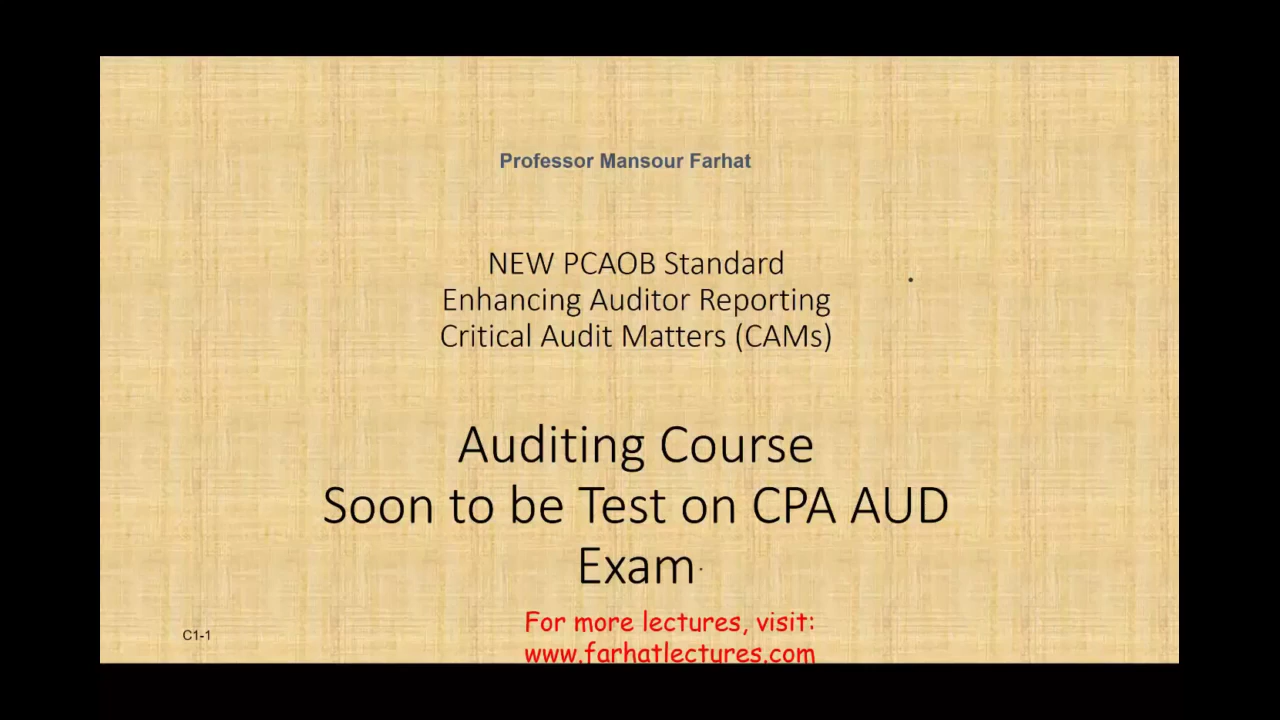 Professor Mansour Farhat
NEW PCAOB Standard
Enhancing Auditor Reporting
Critical Audit Matters (CAMs)
Auditing Course
Soon to be Test on CPA AUD
Exam
For more lectures, visit:
C1-1
www.farhatlectures.com